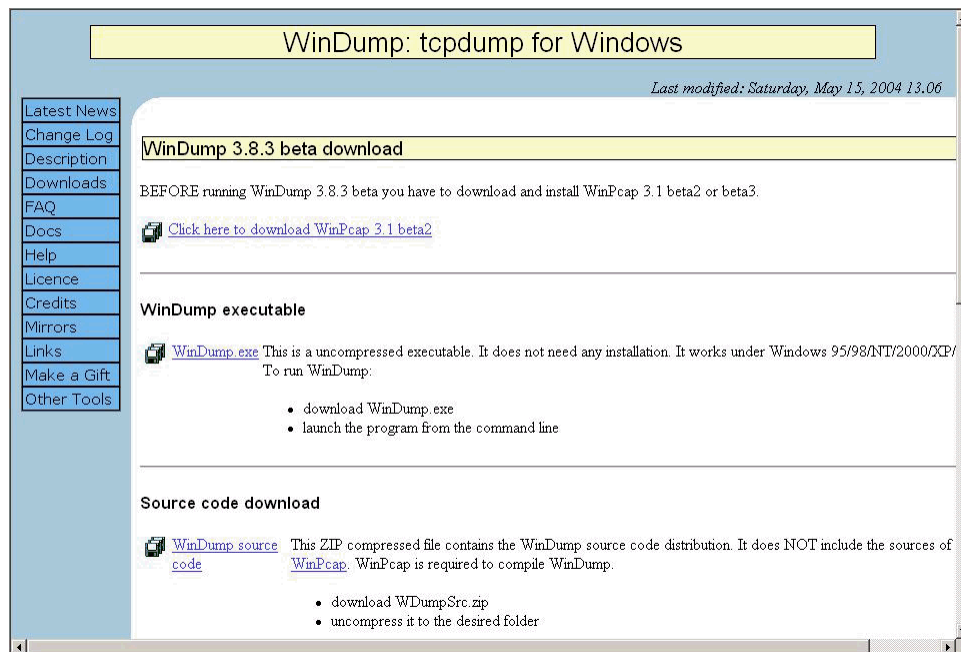 WinDump: tcpdump for Windows
Last modified: Saturday, May 15, 2004 13.06
Latest News
Change Log
Description
Downloads
FAQ
Docs
Help
Licence
Credits
Mirrors
Links
Make a Gift
Other Tools
WinDump 3.8.3 beta download
BEFORE running WinDump 3.8.3 beta you have to download and install WinPcap 3.1 beta2 or beta3.
Click here to download WinPcap 3.1 beta2
WinDump executable
WinDump.exe This is a uncompressed executable. It does not need any installation. It works under Windows 95/98/NT/2000/XP/
To run WinDump:
• download WinDump.exe
• launch the program from the command line
Source code download
WinDump source code
This ZIP compressed file contains the WinDump source code distribution. It does NOT include the sources of
WinPcap. WinPcap is required to compile WinDump.
• download WDumpSrc.zip
• uncompress it to the desired folder